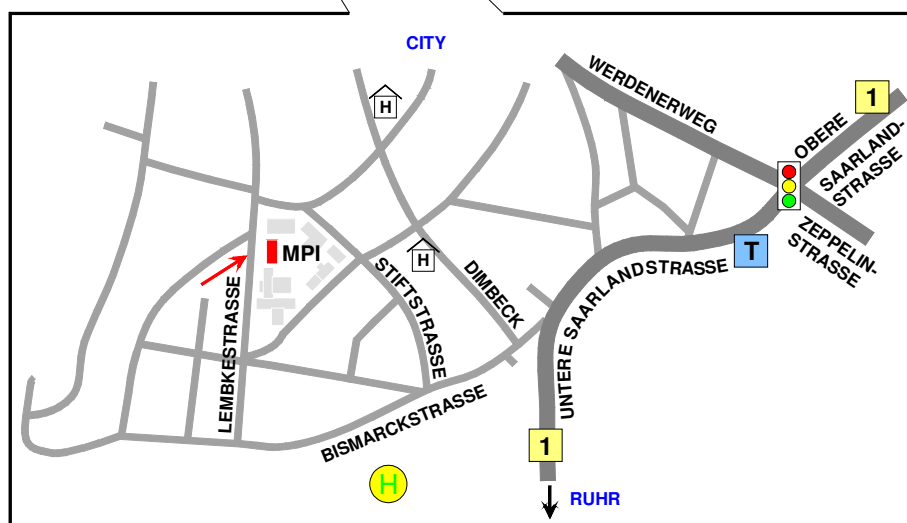 CITY
WERDENERWEG
1
H
OBERE
SAARLAND-
STRASSE
MPI
H
T
ZEPPELIN-
STRASSE
STIFTSTRASSE
DIMBECK
UNTERE SAARLANDSTRASSE
LEMBKESTRASSE
BISMARCKSTRASSE
1
H
RUHR